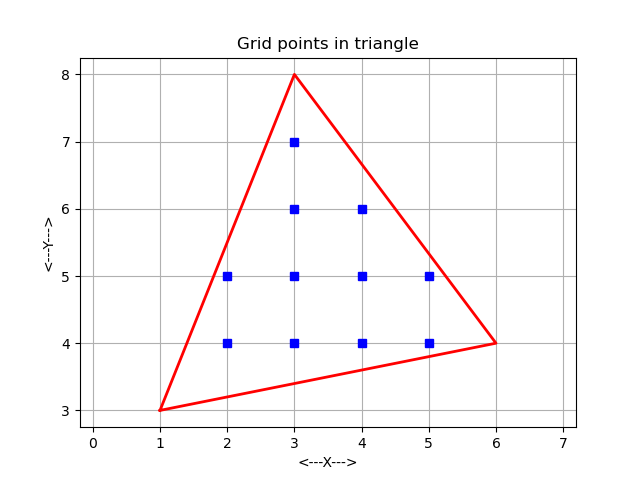 Grid points in triangle
8
7
6
5
4
3
<---Y--->
0 1 2 3 4 5 6 7
<---X--->